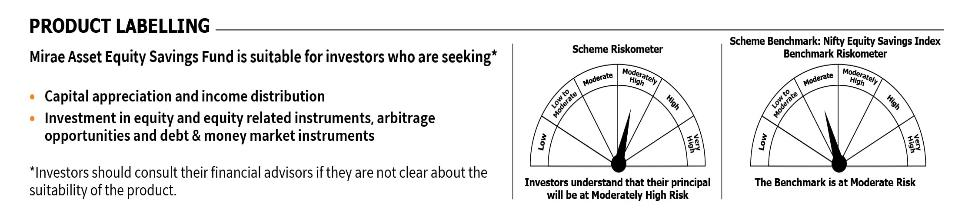 PRODUCT LABELLING
Mirae Asset Equity Savings Fund is suitable for investors who are seeking*
• Capital appreciation and income distribution
• Investment in equity and equity related instruments, arbitrage
opportunities and debt & money market instruments
*Investors should consult their financial advisors if they are not clear about the
suitability of the product.
Scheme Riskometer
Low
Low to
Moderate
Moderate
Moderately
High
High
Very
High
Investors understand that their principal
will be at Moderately High Risk
Scheme Benchmark: Nifty Equity Savings Index
Benchmark Riskometer
Low
Low to
Moderate
Moderate
Moderately
High
High
Very
High
The Benchmark is at Moderate Risk